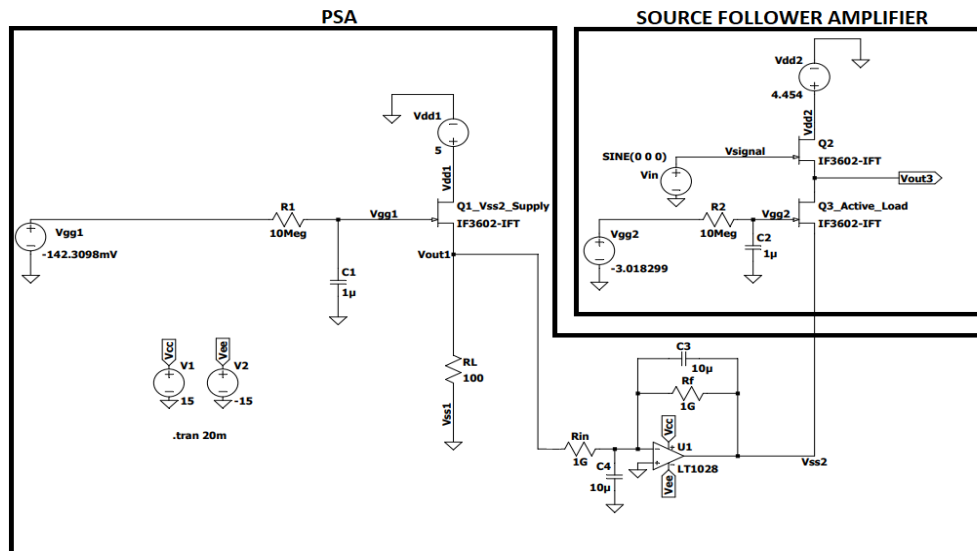 PSA
SOURCE FOLLOWER AMPLIFIER
Vdd2
4.454
Vdd2
Vdd1
5
Vdd1
Q2
IF3602-IFT
SINE(0 0 0)
Vsignal
Vin
Vout3
R1
10Meg
Vgg1
Q1_Vss2_Supply
IF3602-IFT
R2
10Meg
Vgg2
Q3_Active_Load
IF3602-IFT
Vgg1
-142.3098mV
Vgg2
-3.018299
C2
1µ
Vout1
C1
1µ
Vcc
V1
15
Vee
V2
-15
RL
100
Vss1
C3
10µ
Rf
1G
.tran 20m
Rin
1G
C4
10µ
Vcc
U1
LT1028
Vee
Vss2